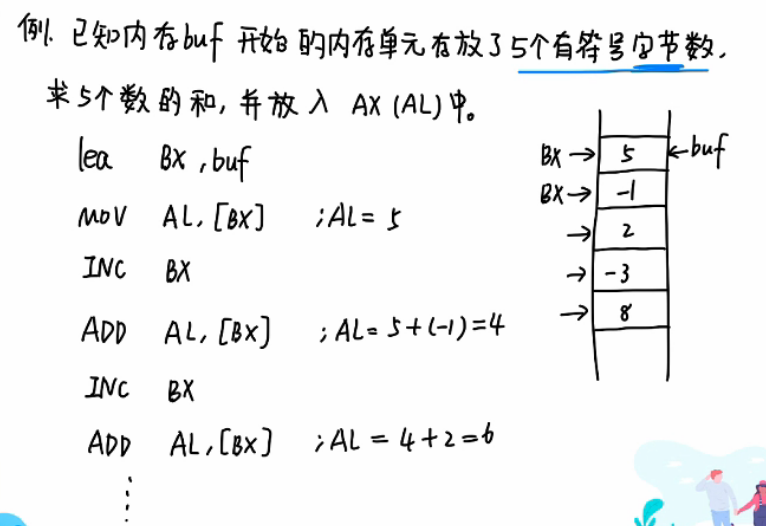 例. 已知内存buf 开始的内存单元存放了5个有符号字节数.
求5个数的和, 并放入 AX (AL) 中。
lea BX, buf
MOV AL, [BX] ; AL = 5
INC BX
ADD AL, [BX] ; AL = 5+(-1)=4
INC BX
ADD AL, [BX] ; AL = 4+2=6
⋮
BX → 5 ← buf
BX → -1
→ 2
→ -3
→ 8